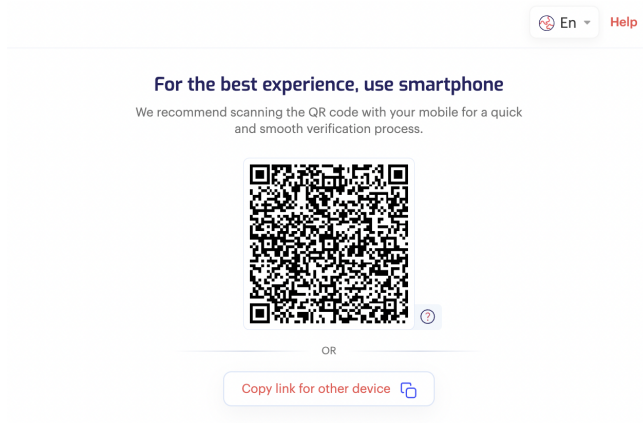 En
Help
For the best experience, use smartphone
We recommend scanning the QR code with your mobile for a quick
and smooth verification process.
?
OR
Copy link for other device